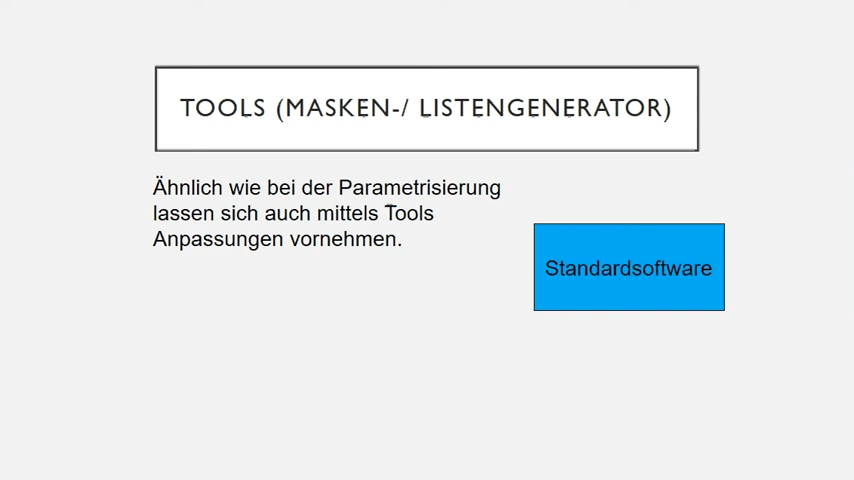 TOOLS (MASKEN-/ LISTENGENERATOR)
Ähnlich wie bei der Parametrisierung
lassen sich auch mittels Tools
Anpassungen vornehmen.
Standardsoftware